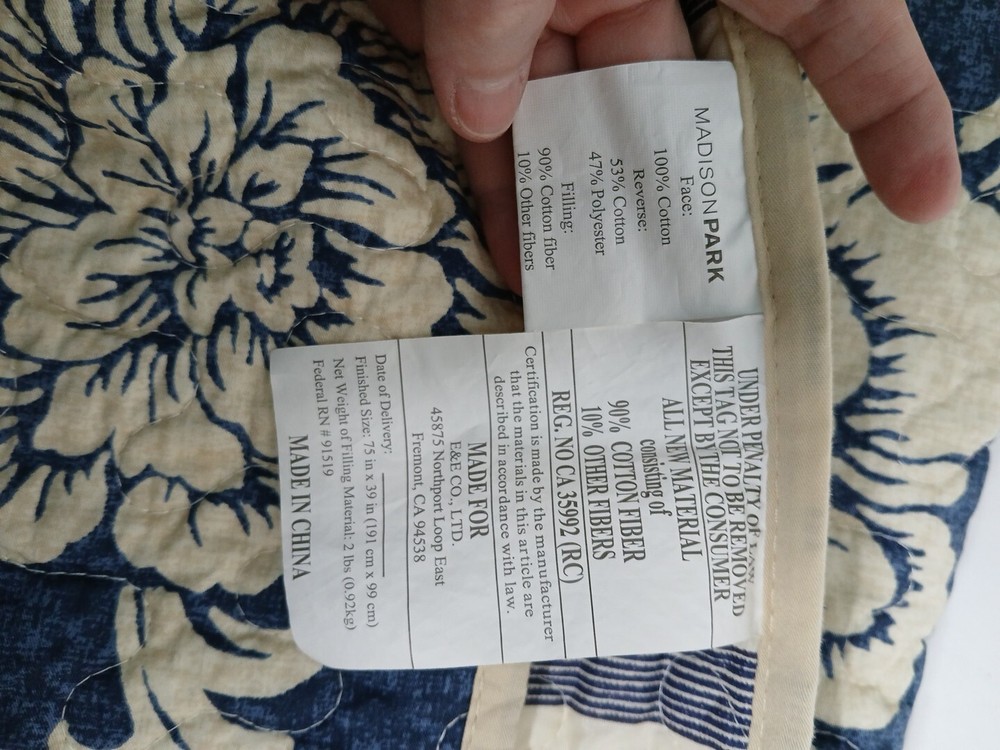 MADISON PARK
Face:
100% Cotton
Reverse:
53% Cotton
47% Polyester
Filling:
90% Cotton fiber
10% Other fibers
UNDER PENALTY OF LAW
THIS TAG NOT TO BE REMOVED
EXCEPT BY THE CONSUMER
ALL NEW MATERIAL
consisting of
90% COTTON FIBER
10% OTHER FIBERS
REG. NO CA 35992 (RC)
Certification is made by the manufacturer
that the materials in this article are
described in accordance with law.
MADE FOR
E&E CO., LTD.
45875 Northport Loop East
Fremont, CA 94538
Date of Delivery:
Finished Size: 75 in x 39 in (191 cm x 99 cm)
Net Weight of Filling Material: 2 lbs (0.92kg)
Federal RN # 91519
MADE IN CHINA